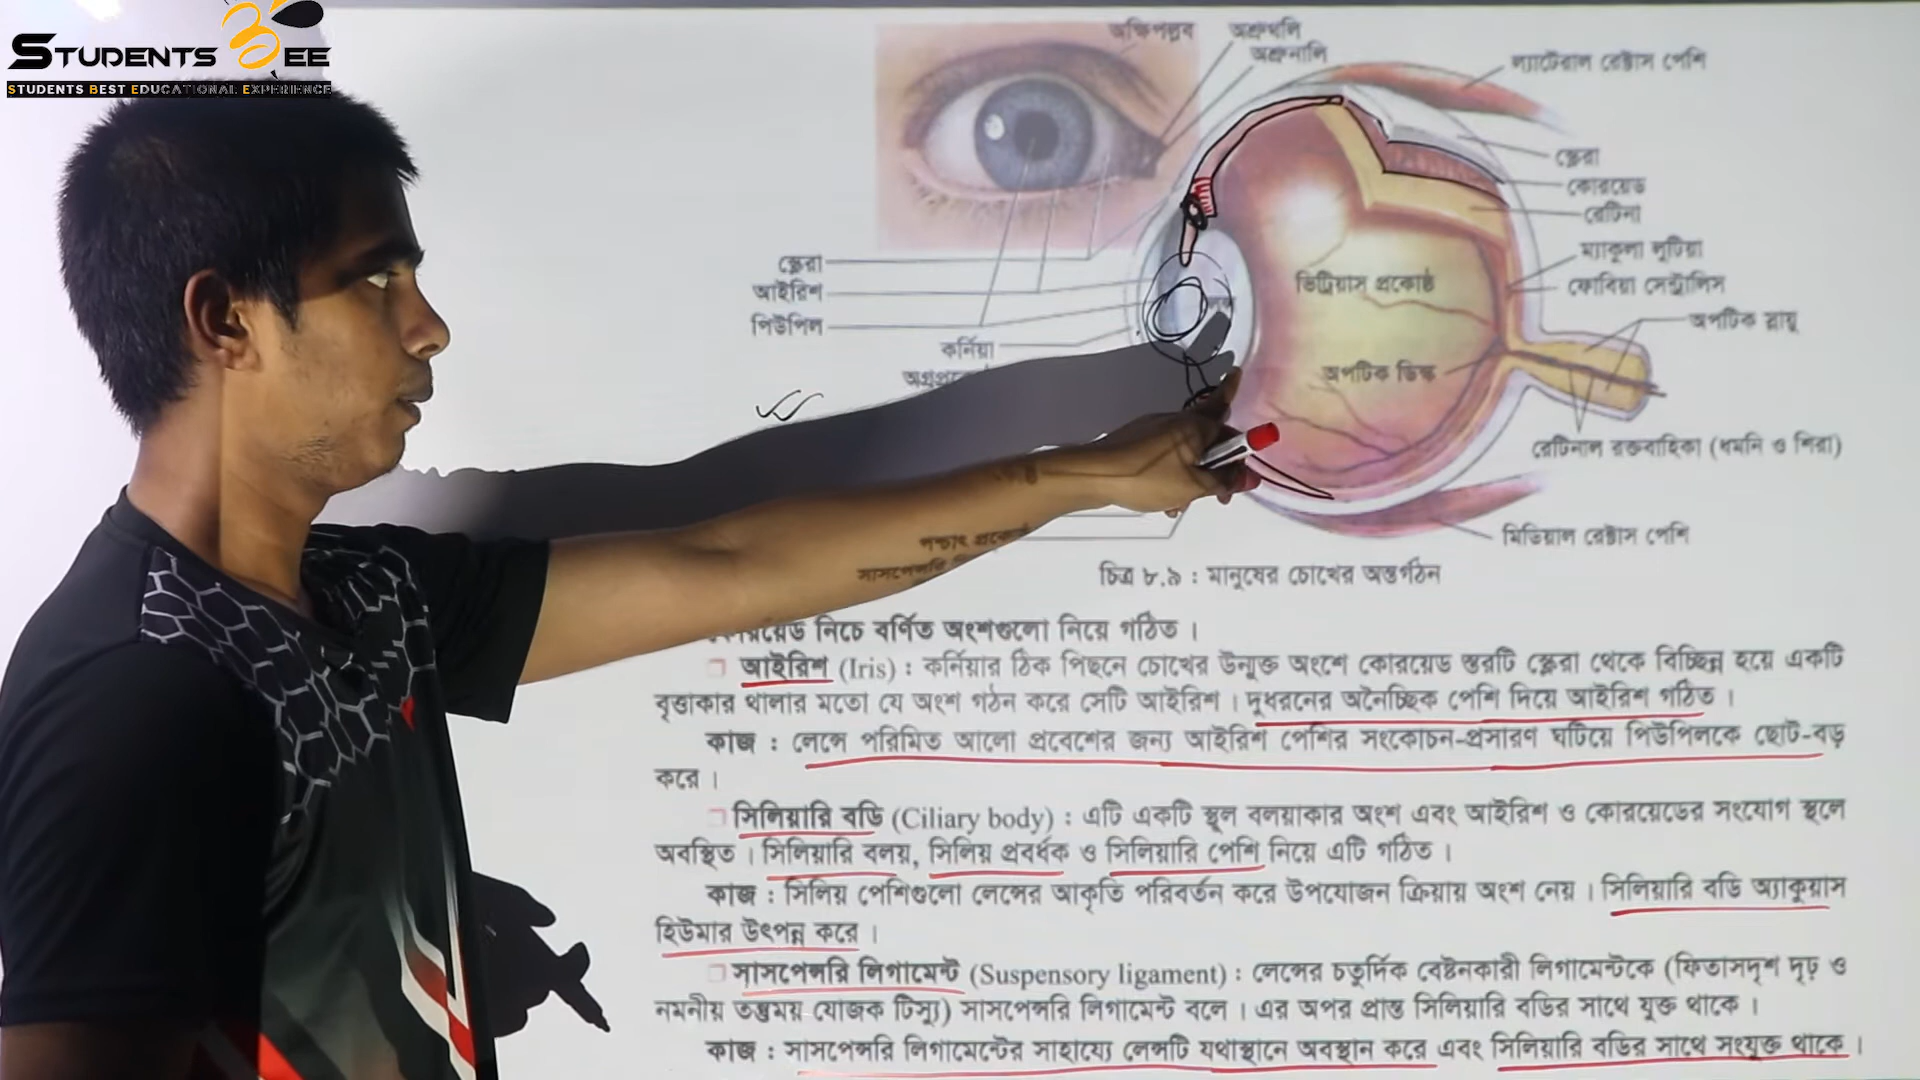 STUDENTS BEE
STUDENTS BEST EDUCATIONAL EXPERIENCE
অক্ষিপল্লব
অশ্রুথলি
অশ্রুনালি
ল্যাটেরাল রেক্টাস পেশি
স্ক্লেরা
কোরয়েড
রেটিনা
ম্যাকুলা লুটিয়া
ফোবিয়া সেন্ট্রালিস
অপটিক স্নায়ু
স্ক্লেরা
আইরিশ
পিউপিল
কর্নিয়া
ভিট্রিয়াস প্রকোষ্ঠ
অপটিক ডিস্ক
রেটিনাল রক্তবাহিকা (ধমনি ও শিরা)
মিডিয়াল রেক্টাস পেশি
পশ্চাৎ
সাসপেন্সরি
চিত্র ৮.৯ : মানুষের চোখের অন্তর্গঠন
নিচে বর্ণিত অংশগুলো নিয়ে গঠিত ।
আইরিশ (Iris) : কর্নিয়ার ঠিক পিছনে চোখের উন্মুক্ত অংশে কোরয়েড স্তরটি স্ক্লেরা থেকে বিচ্ছিন্ন হয়ে একটি
বৃত্তাকার থালার মতো যে অংশ গঠন করে সেটি আইরিশ । দুধরনের অনৈচ্ছিক পেশি দিয়ে আইরিশ গঠিত ।
কাজ : লেন্সে পরিমিত আলো প্রবেশের জন্য আইরিশ পেশির সংকোচন-প্রসারণ ঘটিয়ে পিউপিলকে ছোট-বড়
করে ।
সিলিয়ারি বডি (Ciliary body) : এটি একটি স্থূল বলয়াকার অংশ এবং আইরিশ ও কোরয়েডের সংযোগ স্থলে
অবস্থিত । সিলিয়ারি বলয়, সিলিয় প্রবর্ধক ও সিলিয়ারি পেশি নিয়ে এটি গঠিত ।
কাজ : সিলিয় পেশিগুলো লেন্সের আকৃতি পরিবর্তন করে উপযোজন ক্রিয়ায় অংশ নেয় । সিলিয়ারি বডি অ্যাকুয়াস
হিউমার উৎপন্ন করে ।
সাসপেন্সরি লিগামেন্ট (Suspensory ligament) : লেন্সের চতুর্দিক বেষ্টনকারী লিগামেন্টকে (ফিতাসদৃশ দৃঢ় ও
নমনীয় তন্তুময় যোজক টিস্যু) সাসপেন্সরি লিগামেন্ট বলে । এর অপর প্রান্ত সিলিয়ারি বডির সাথে যুক্ত থাকে ।
কাজ : সাসপেন্সরি লিগামেন্টের সাহায্যে লেন্সটি যথাস্থানে অবস্থান করে এবং সিলিয়ারি বডির সাথে সংযুক্ত থাকে ।